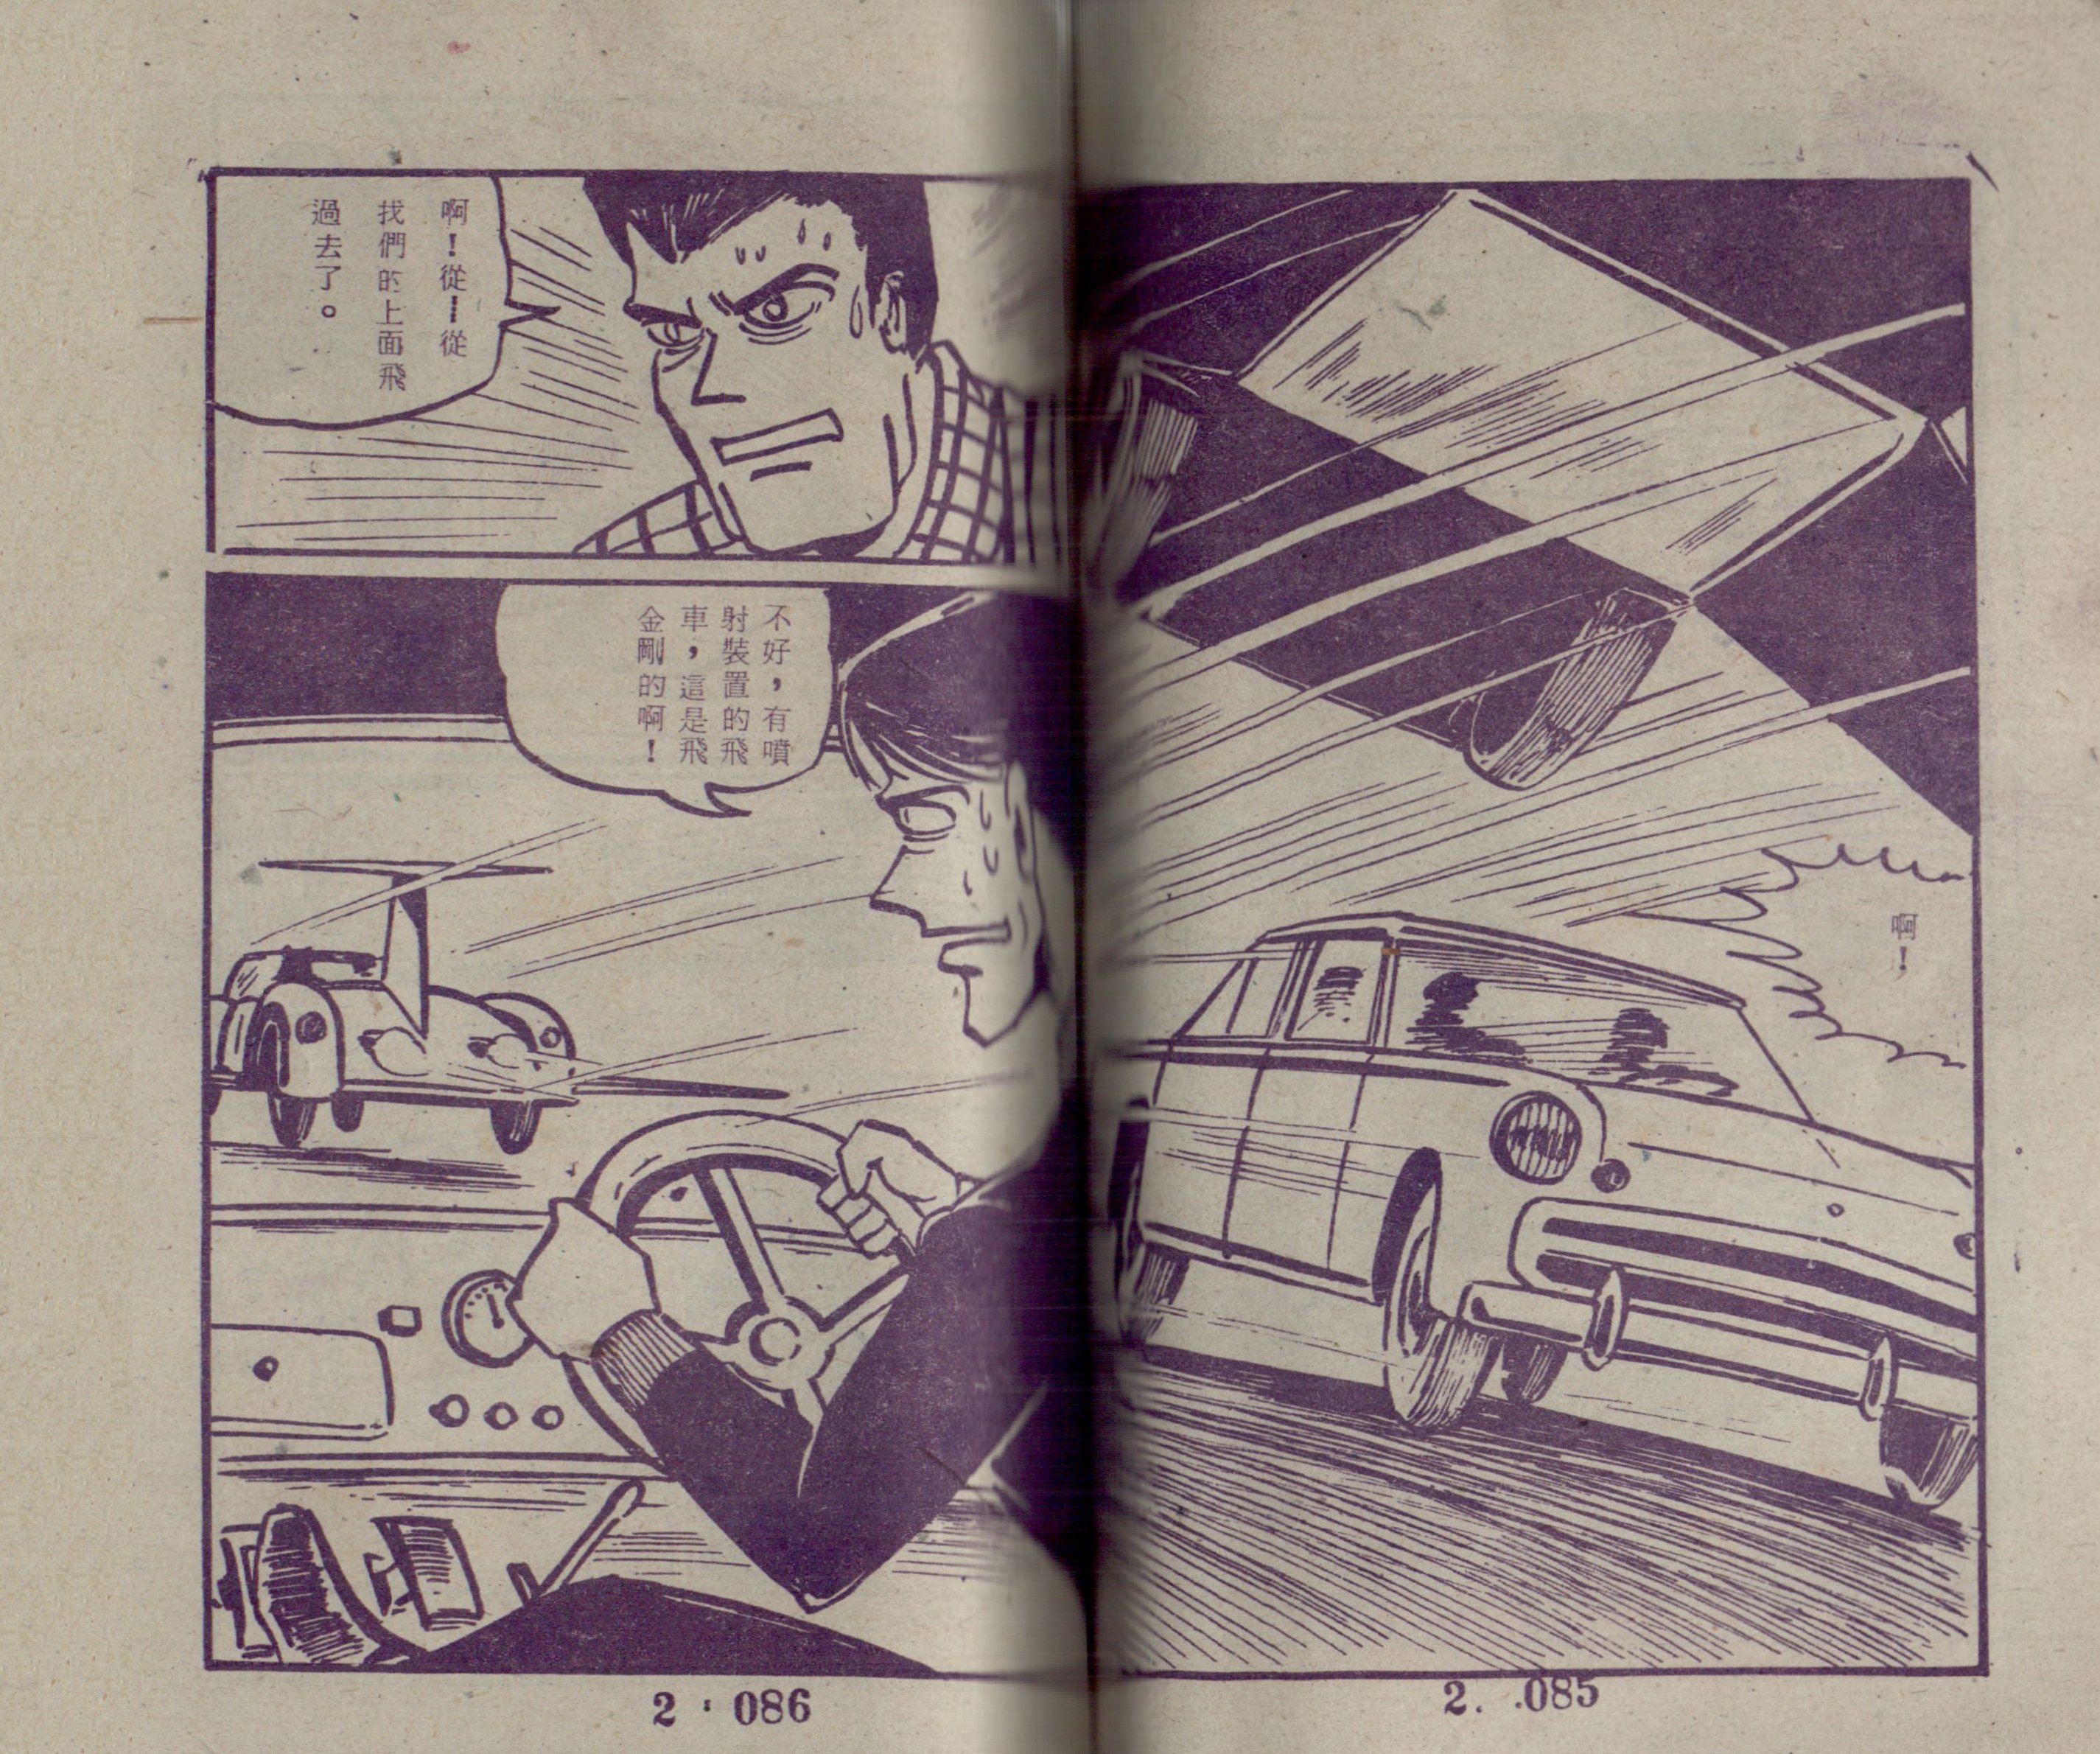 啊!
2. .085
啊!從—從
找們的上面飛
過去了。
不好,有噴
射裝置的飛
車,這是飛
金剛的啊!
2 : 086